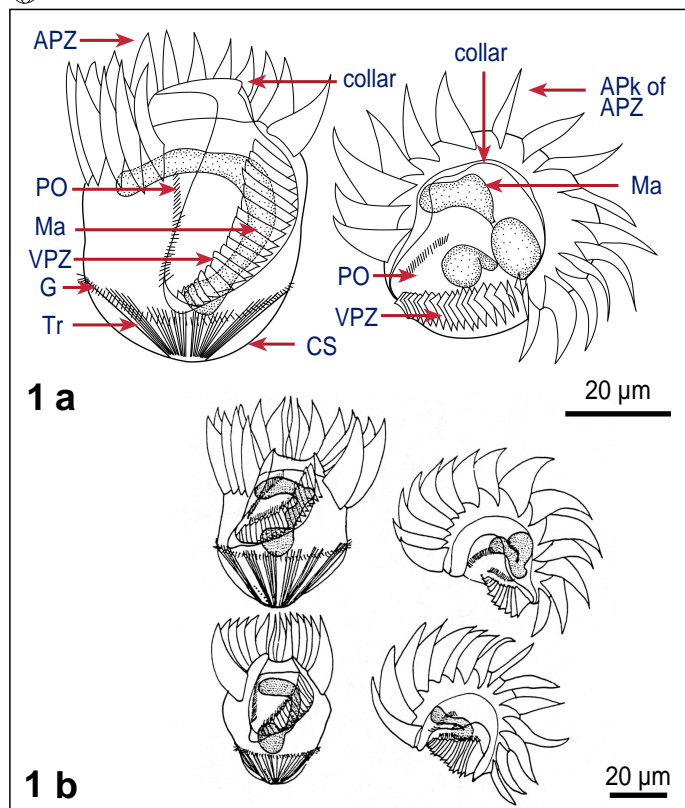 APZ
collar
collar
APk of
APZ
PO
Ma
Ma
VPZ
PO
G
VPZ
Tr
CS
1 a
20 µm
1 b
20 µm